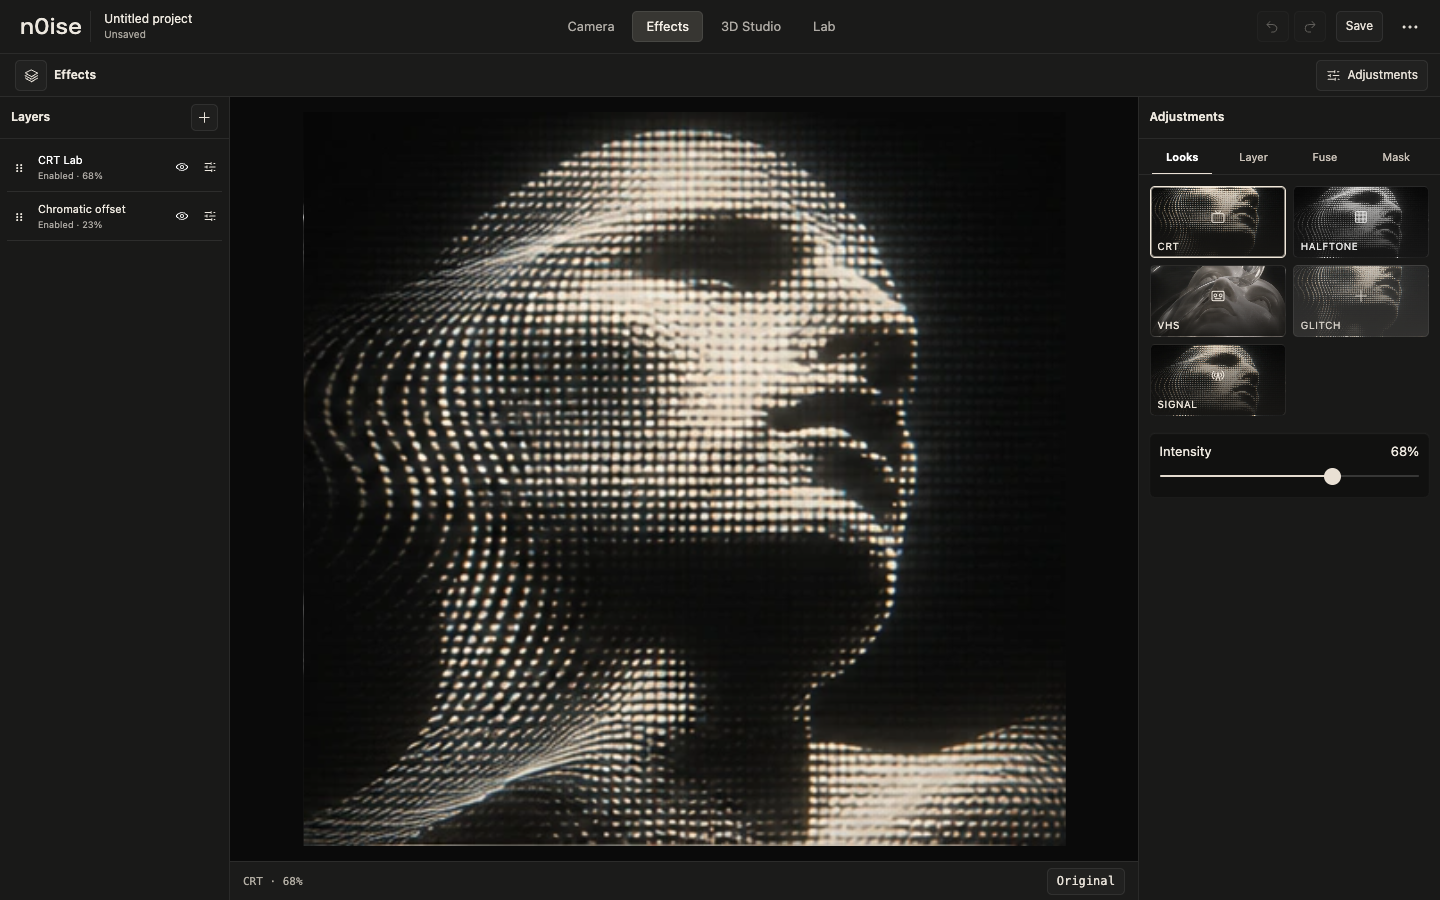 n0ise
Untitled project
Unsaved
Camera
Effects
3D Studio
Lab
Save
Effects
Adjustments
Layers
CRT Lab
Enabled · 68%
Chromatic offset
Enabled · 23%
Adjustments
Looks
Layer
Fuse
Mask
CRT
HALFTONE
VHS
GLITCH
SIGNAL
Intensity
68%
CRT · 68%
Original